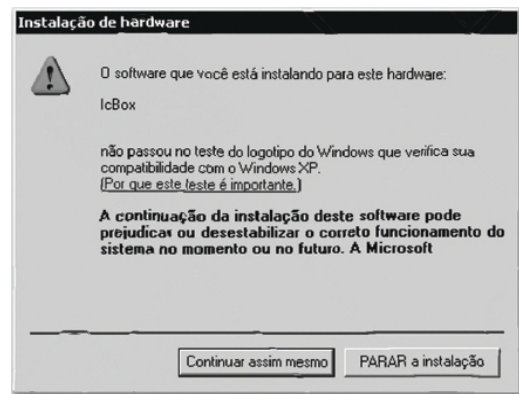 Instalação de hardware
O software que você está instalando para este hardware:
IcBox
não passou no teste do logotipo do Windows que verifica sua
compatibilidade com o Windows XP.
(Por que este teste é importante.)
A continuação da instalação deste software pode
prejudicar ou desestabilizar o correto funcionamento do
sistema no momento ou no futuro. A Microsoft
Continuar assim mesmo
PARAR a instalação